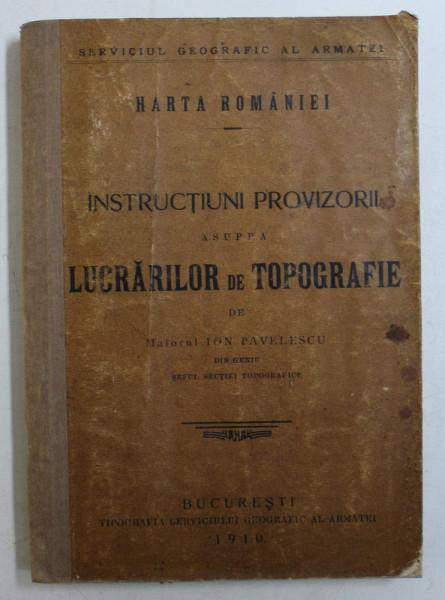 SERVICIUL GEOGRAFIC AL ARMATEI
HARTA ROMÂNIEI
INSTRUCȚIUNI PROVIZORII
ASUPRA
LUCRĂRILOR DE TOPOGRAFIE
DE
Maiorul ION PAVELESCU
DIN GENIU
ȘEFUL SECȚIEI TOPOGRAFICE
BUCUREȘTI
TIPOGRAFIA SERVICIULUI GEOGRAFIC AL ARMATEI
1910